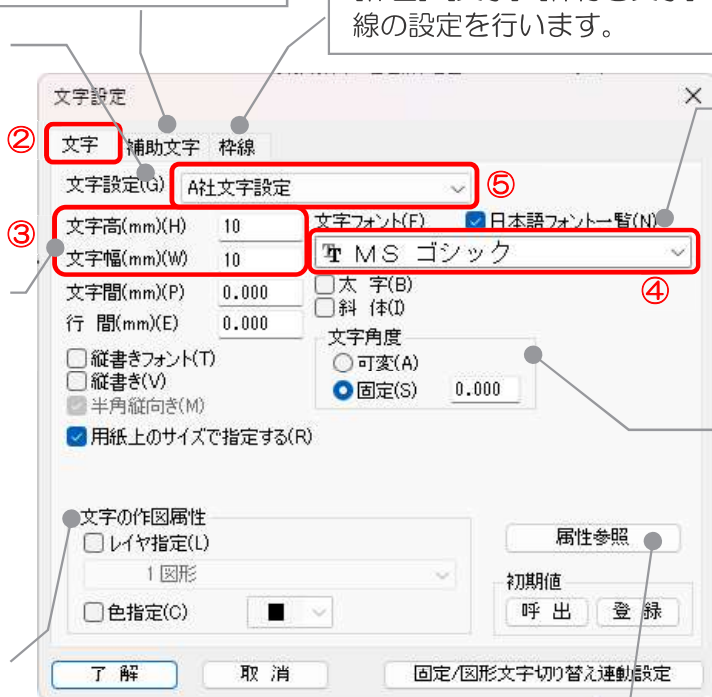 線の設定を行います。
文字設定
② 文字 補助文字 枠線
文字設定(G) A社文字設定 ⑤
③ 文字高(mm)(H) 10 文字フォント(F) 日本語フォント一覧(N)
文字幅(mm)(W) 10 MS ゴシック ④
文字間(mm)(P) 0.000 太 字(B)
行 間(mm)(E) 0.000 斜 体(I)
文字角度
縦書きフォント(T) 可変(A)
縦書き(V) 固定(S) 0.000
半角縦向き(M)
用紙上のサイズで指定する(R)
文字の作図属性
レイヤ指定(L) 属性参照
1 図形 初期値
色指定(C) 呼 出 登 録
了 解 取 消 固定/図形文字切り替え連動設定